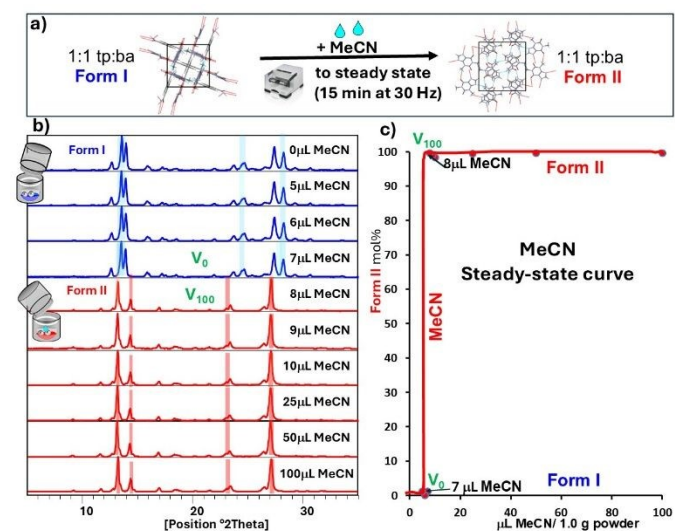 a)
1:1 tp:ba
Form I
+ MeCN
to steady state
(15 min at 30 Hz)
1:1 tp:ba
Form II
b)
Form I
0µL MeCN
5µL MeCN
6µL MeCN
V0
7µL MeCN
Form II
V100
8µL MeCN
9µL MeCN
10µL MeCN
25µL MeCN
50µL MeCN
100µL MeCN
10
20
30
[Position °2Theta]
c)
V100
100
90
80
70
60
50
40
30
20
10
0
Form II mol%
8µL MeCN
Form II
MeCN
Steady-state curve
MeCN
V0
7 µL MeCN
Form I
0
20
40
60
80
100
µL MeCN/ 1.0 g powder